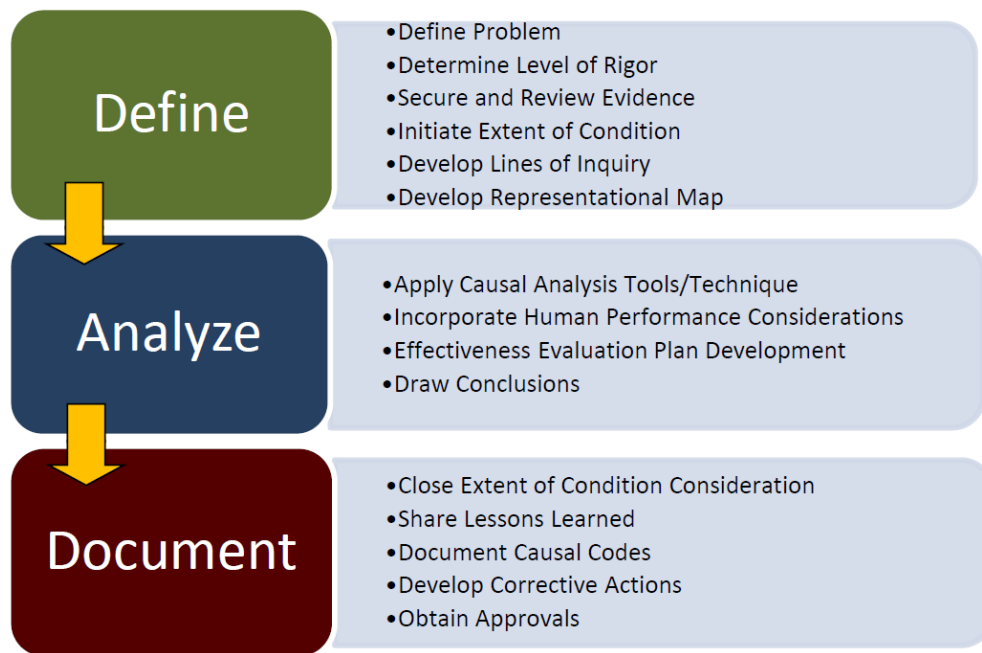 Define
•Define Problem
•Determine Level of Rigor
•Secure and Review Evidence
•Initiate Extent of Condition
•Develop Lines of Inquiry
•Develop Representational Map
Analyze
•Apply Causal Analysis Tools/Technique
•Incorporate Human Performance Considerations
•Effectiveness Evaluation Plan Development
•Draw Conclusions
Document
•Close Extent of Condition Consideration
•Share Lessons Learned
•Document Causal Codes
•Develop Corrective Actions
•Obtain Approvals